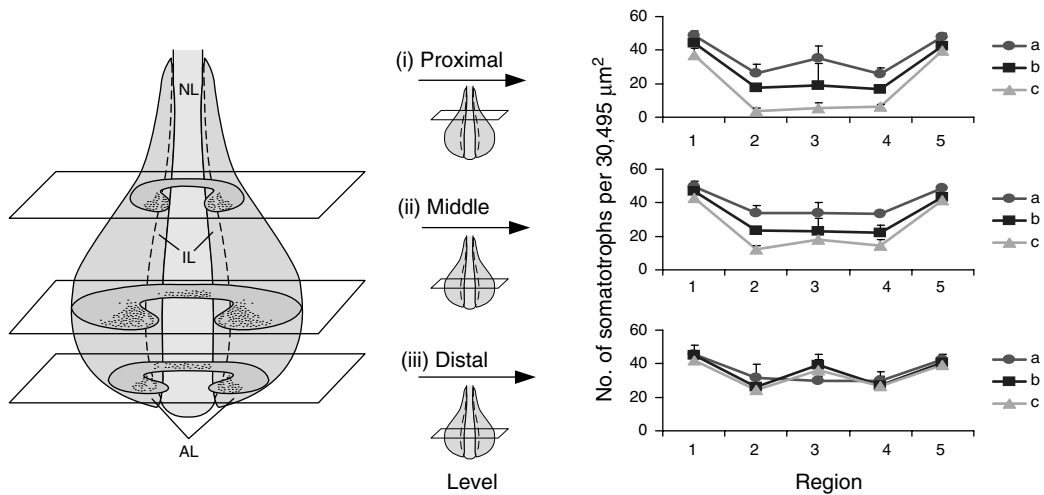 NL
IL
AL
(i) Proximal
(ii) Middle
(iii) Distal
Level
No. of somatotrophs per 30,495 μm²
60
40
20
0
1 2 3 4 5
a
b
c
60
40
20
0
1 2 3 4 5
a
b
c
60
40
20
0
1 2 3 4 5
a
b
c
Region